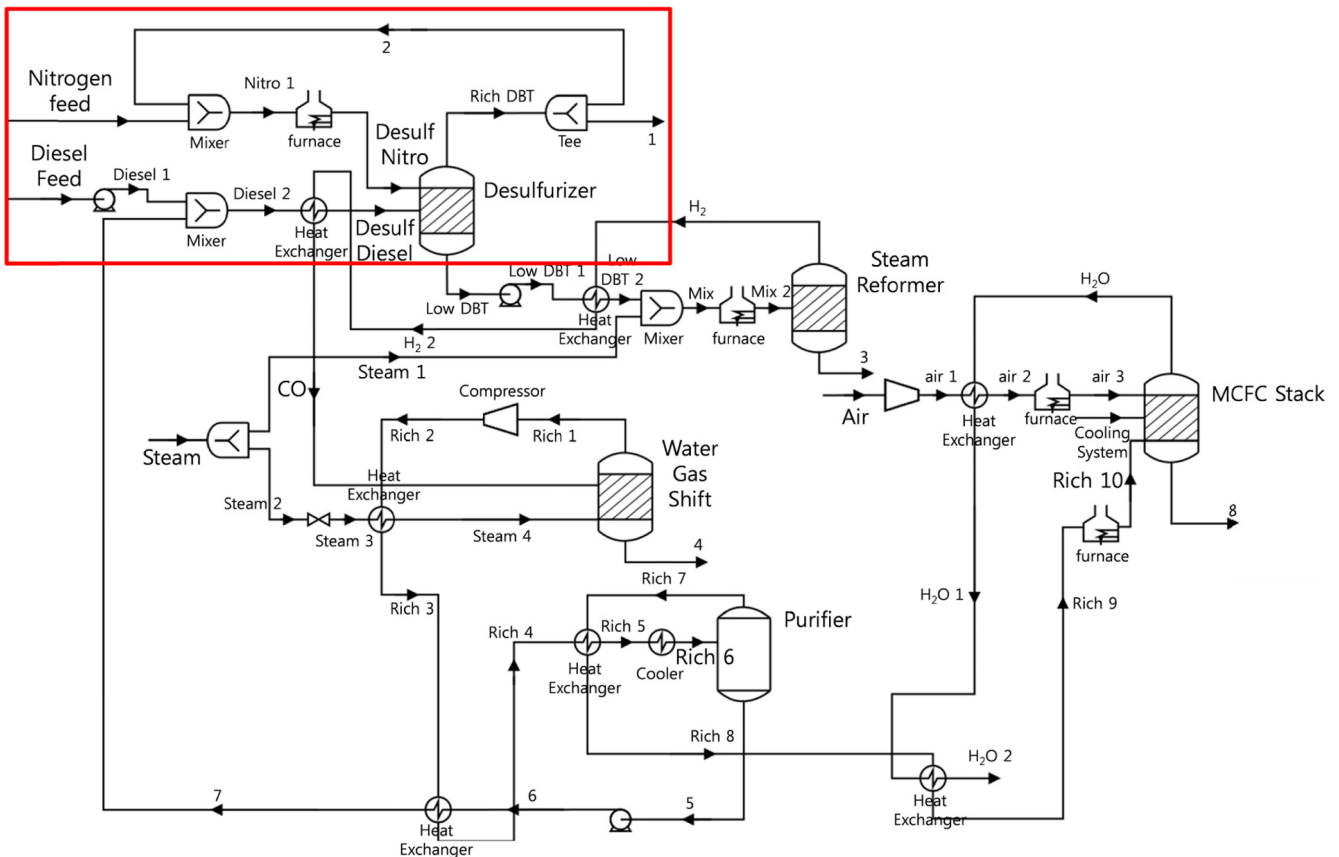 2
Nitrogen
feed
Nitro 1
Mixer
furnace
Rich DBT
Tee
1
Desulf
Nitro
Diesel
Feed
Diesel 1
Diesel 2
Mixer
Heat
Exchanger
Desulf
Diesel
Desulfurizer
H2
Low DBT
Low DBT 1
Low
DBT 2
Heat
Exchanger
H2 2
Mixer
Mix
furnace
Mix 2
Steam
Reformer
3
Air
air 1
Heat
Exchanger
air 2
furnace
air 3
H2O
MCFC Stack
Cooling
System
Rich 10
furnace
8
Steam 1
CO
Compressor
Rich 2
Rich 1
Water
Gas
Shift
Steam
Steam 2
Steam 3
Heat
Exchanger
Steam 4
4
Rich 3
Rich 4
Rich 7
Purifier
Rich 5
Rich 6
Heat
Exchanger
Cooler
H2O 1
Rich 9
Rich 8
H2O 2
Heat
Exchanger
7
6
5
Heat
Exchanger